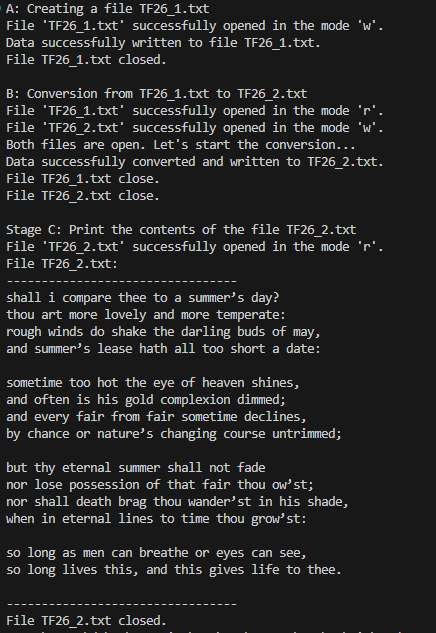 A: Creating a file TF26_1.txt
File 'TF26_1.txt' successfully opened in the mode 'w'.
Data successfully written to file TF26_1.txt.
File TF26_1.txt closed.

B: Conversion from TF26_1.txt to TF26_2.txt
File 'TF26_1.txt' successfully opened in the mode 'r'.
File 'TF26_2.txt' successfully opened in the mode 'w'.
Both files are open. Let's start the conversion...
Data successfully converted and written to TF26_2.txt.
File TF26_1.txt close.
File TF26_2.txt close.

Stage C: Print the contents of the file TF26_2.txt
File 'TF26_2.txt' successfully opened in the mode 'r'.
File TF26_2.txt:
---------------------------------
shall i compare thee to a summer’s day?
thou art more lovely and more temperate:
rough winds do shake the darling buds of may,
and summer’s lease hath all too short a date:

sometime too hot the eye of heaven shines,
and often is his gold complexion dimmed;
and every fair from fair sometime declines,
by chance or nature’s changing course untrimmed;

but thy eternal summer shall not fade
nor lose possession of that fair thou ow’st;
nor shall death brag thou wander’st in his shade,
when in eternal lines to time thou grow’st:

so long as men can breathe or eyes can see,
so long lives this, and this gives life to thee.

---------------------------------
File TF26_2.txt closed.